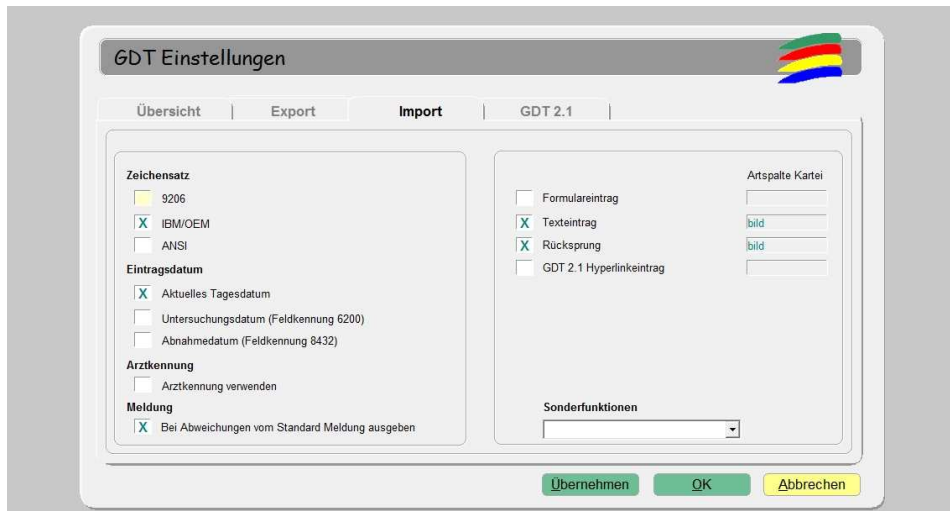 GDT Einstellungen
Übersicht | Export | Import | GDT 2.1 |
Zeichensatz
9206
X IBM/OEM
ANSI
Eintragsdatum
X Aktuelles Tagesdatum
Untersuchungsdatum (Feldkennung 6200)
Abnahmedatum (Feldkennung 8432)
Arztkennung
Arztkennung verwenden
Meldung
X Bei Abweichungen vom Standard Meldung ausgeben
Artspalte Kartei
Formulareintrag
X Texteintrag bild
X Rücksprung bild
GDT 2.1 Hyperlinkeintrag
Sonderfunktionen
Übernehmen OK Abbrechen